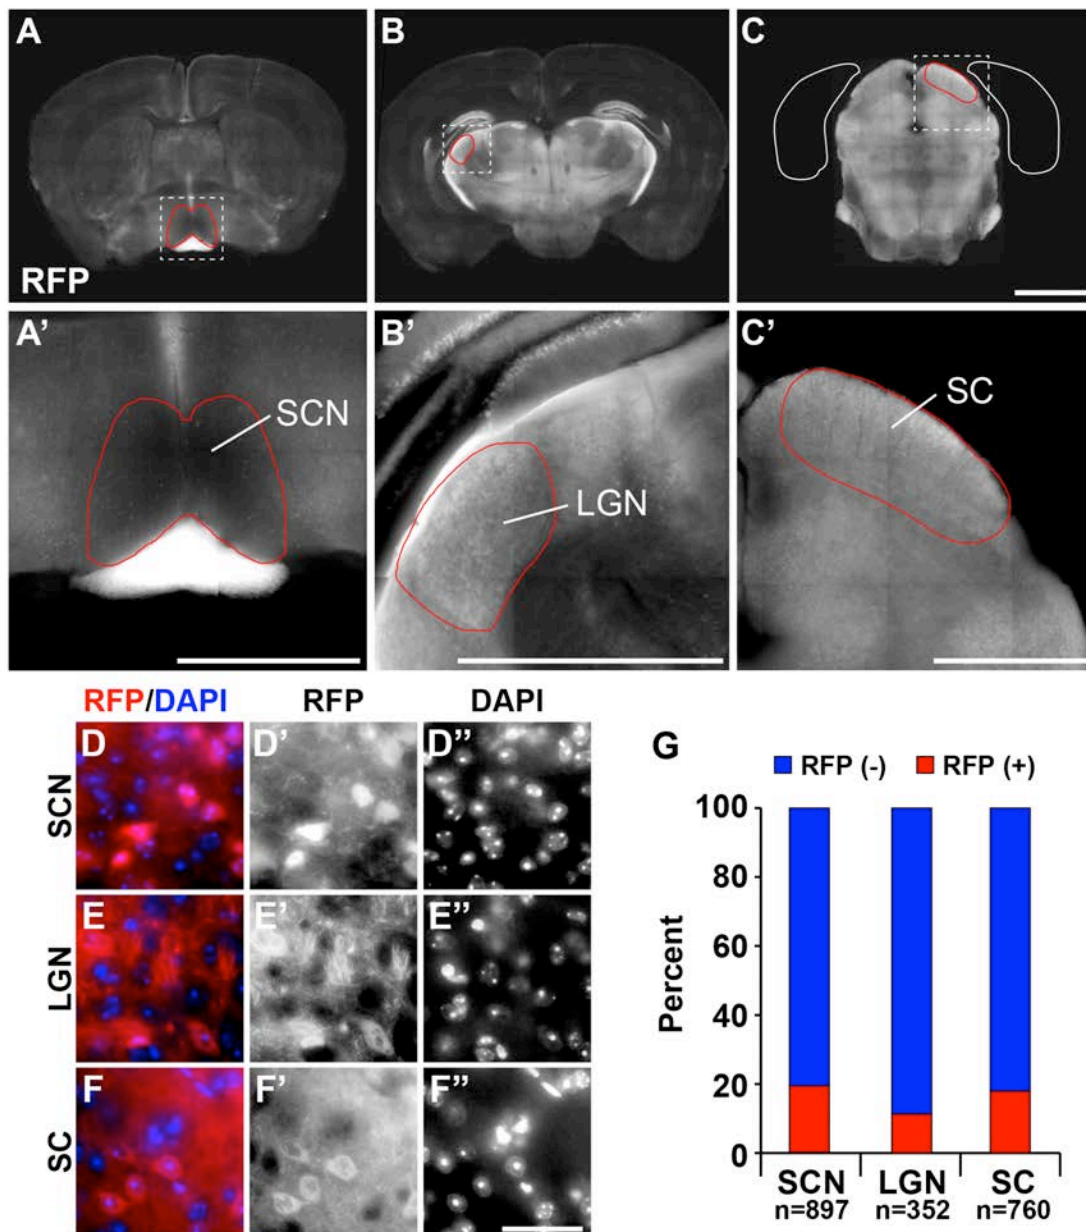 A
B
C
RFP
A'
B'
C'
SCN
LGN
SC
RFP/DAPI RFP DAPI
D D' D"
SCN
E E' E"
LGN
F F' F"
SC
G
RFP (-) RFP (+)
100
80
60
40
20
0
Percent
SCN LGN SC
n=897 n=352 n=760